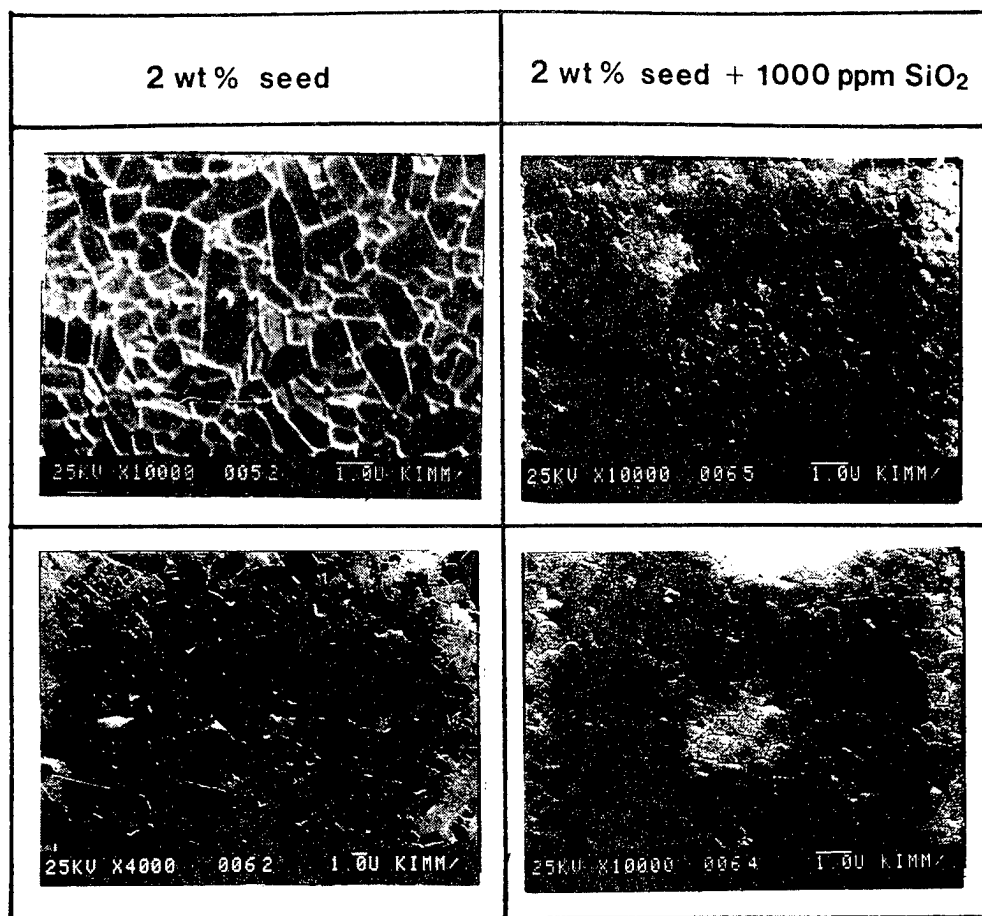 2 wt % seed
2 wt % seed + 1000 ppm SiO2
25KV X10000 0052 1.0U KIMM/
25KV X10000 0065 1.0U KIMM/
25KV X4000 0062 1.0U KIMM/
25KV X10000 0064 1.0U KIMM/